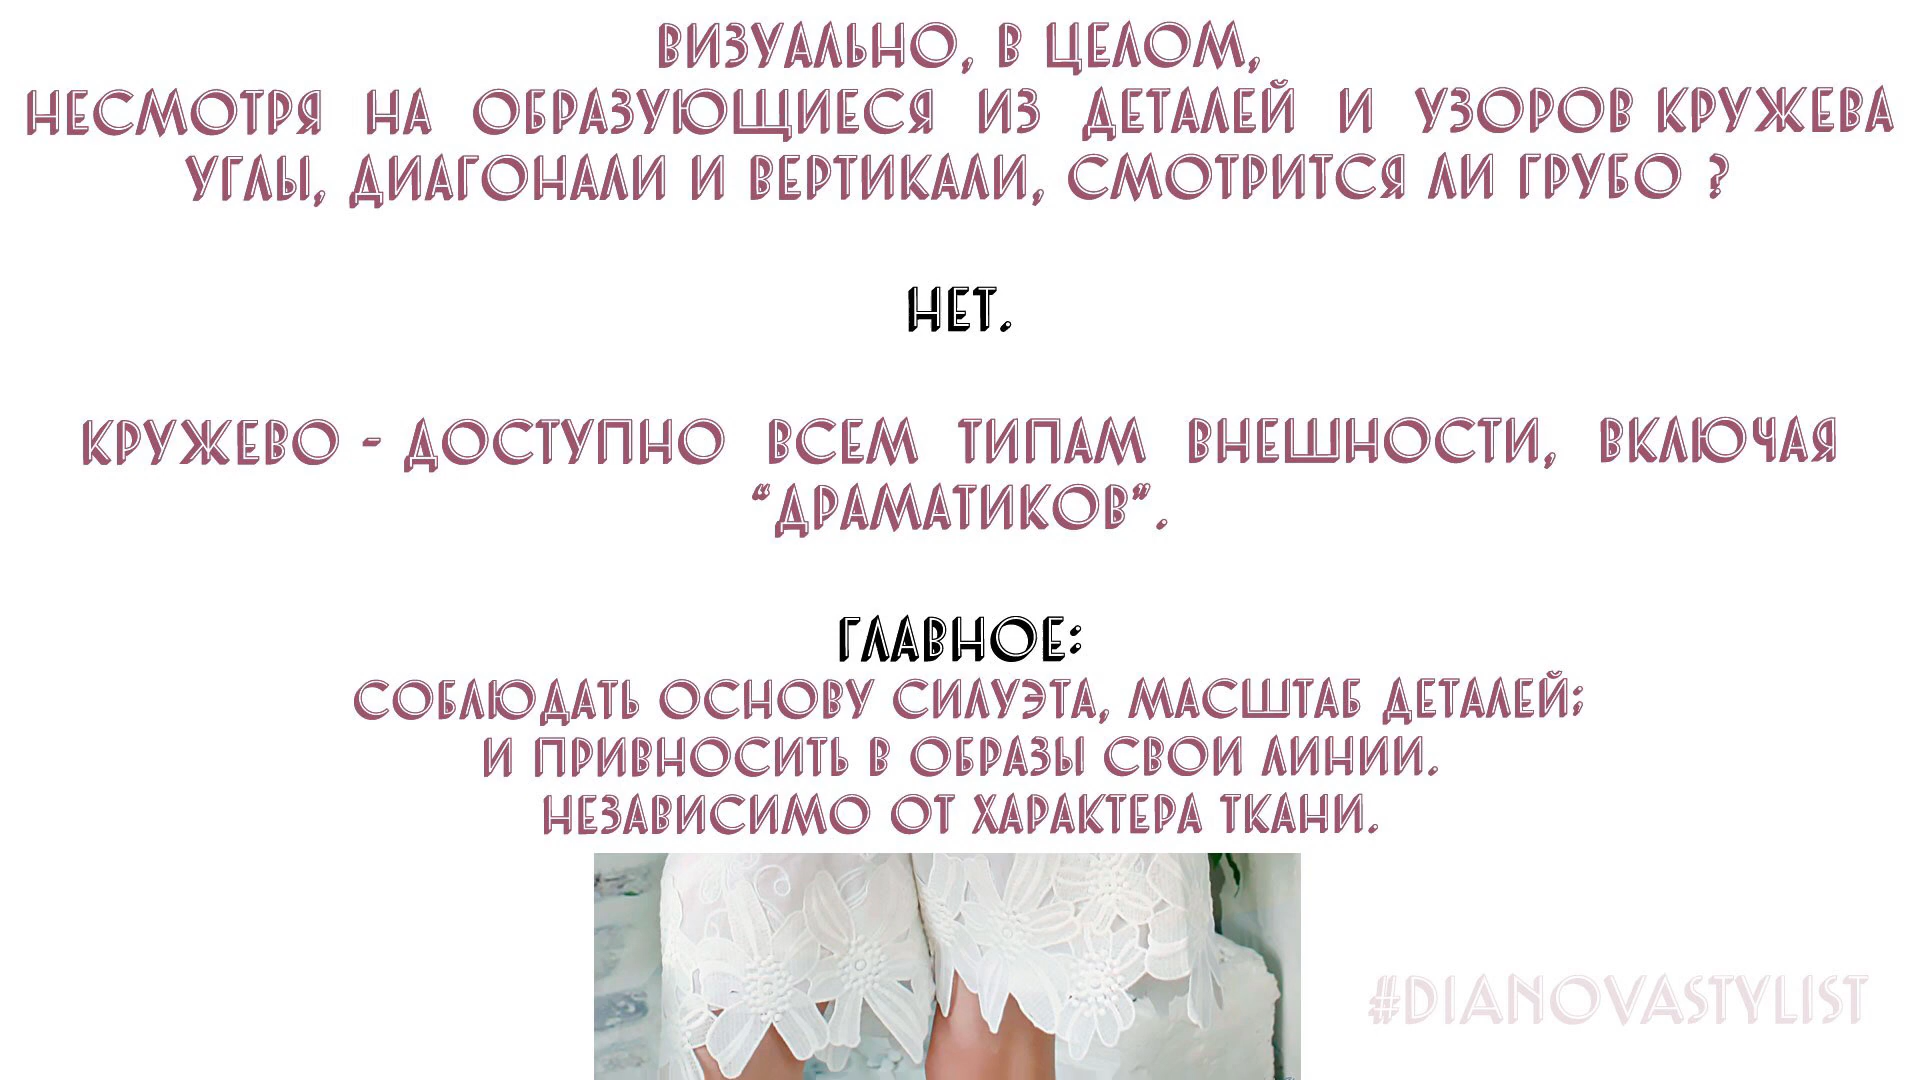 ВИЗУАЛЬНО, В ЦЕЛОМ,
НЕСМОТРЯ НА ОБРАЗУЮЩИЕСЯ ИЗ ДЕТАЛЕЙ И УЗОРОВ КРУЖЕВА
УГЛЫ, ДИАГОНАЛИ И ВЕРТИКАЛИ, СМОТРИТСЯ ЛИ ГРУБО ?
НЕТ.
КРУЖЕВО - ДОСТУПНО ВСЕМ ТИПАМ ВНЕШНОСТИ, ВКЛЮЧАЯ
“ДРАМАТИКОВ”.
ГЛАВНОЕ:
СОБЛЮДАТЬ ОСНОВУ СИЛУЭТА, МАСШТАБ ДЕТАЛЕЙ;
И ПРИВНОСИТЬ В ОБРАЗЫ СВОИ ЛИНИИ.
НЕЗАВИСИМО ОТ ХАРАКТЕРА ТКАНИ.
#DIANOVASTYLIST